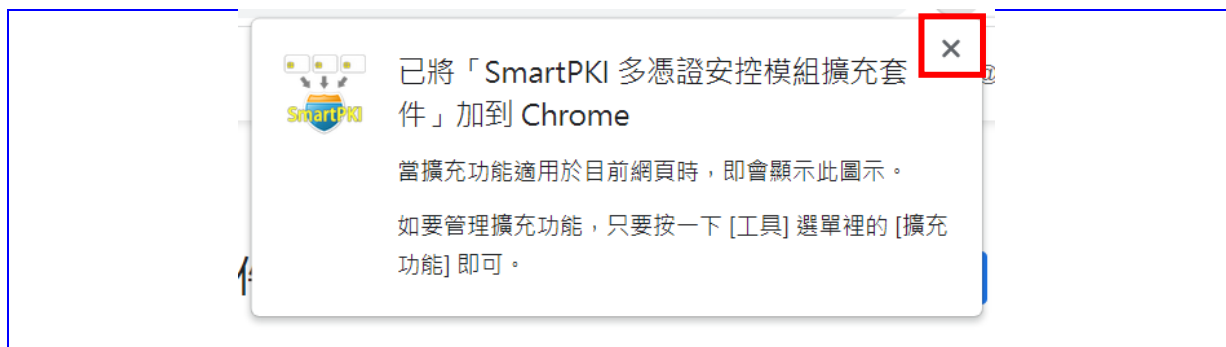 已將「SmartPKI 多憑證安控模組擴充套
件」加到 Chrome
SmartPKI
當擴充功能適用於目前網頁時，即會顯示此圖示。
如要管理擴充功能，只要按一下 [工具] 選單裡的 [擴充
功能] 即可。